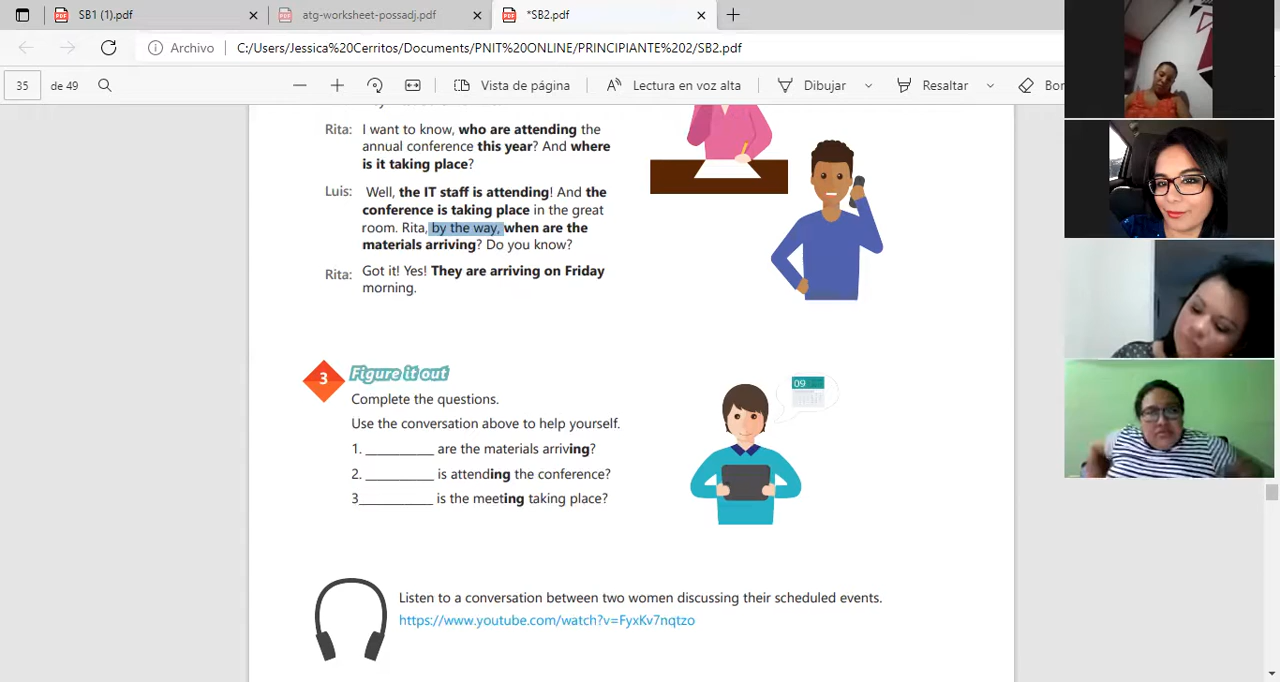 SB1 (1).pdf
atg-worksheet-possadj.pdf
*SB2.pdf
Archivo
C:/Users/Jessica%20Cerritos/Documents/PNIT%20ONLINE/PRINCIPIANTE%202/SB2.pdf
35 de 49
Vista de página
Lectura en voz alta
Dibujar
Resaltar
Rita: I want to know, who are attending the
annual conference this year? And where
is it taking place?
Luis: Well, the IT staff is attending! And the
conference is taking place in the great
room. Rita, by the way, when are the
materials arriving? Do you know?
Rita: Got it! Yes! They are arriving on Friday
morning.
3 Figure it out
09
Complete the questions.
Use the conversation above to help yourself.
1. __________ are the materials arriving?
2. __________ is attending the conference?
3___________ is the meeting taking place?
Listen to a conversation between two women discussing their scheduled events.
https://www.youtube.com/watch?v=FyxKv7nqtzo